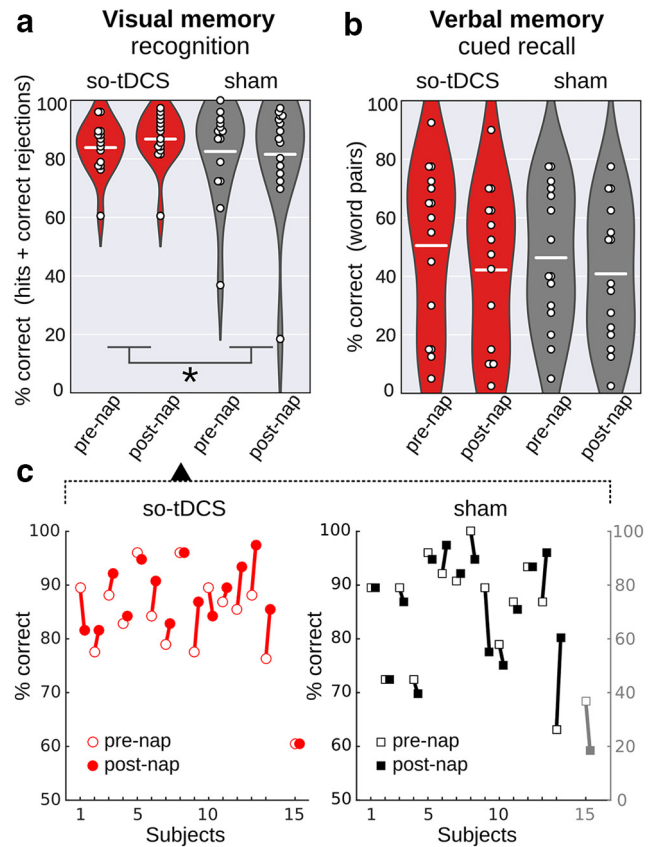 a
Visual memory
recognition
so-tDCS
sham
% correct (hits + correct rejections)
100
80
60
40
20
0
*
pre-nap
post-nap
pre-nap
post-nap
b
Verbal memory
cued recall
so-tDCS
sham
% correct (word pairs)
100
80
60
40
20
0
pre-nap
post-nap
pre-nap
post-nap
c
so-tDCS
% correct
100
90
80
70
60
50
pre-nap
post-nap
1
5
10
15
Subjects
sham
% correct
100
90
80
70
60
50
pre-nap
post-nap
1
5
10
15
Subjects
100
80
60
40
20
0